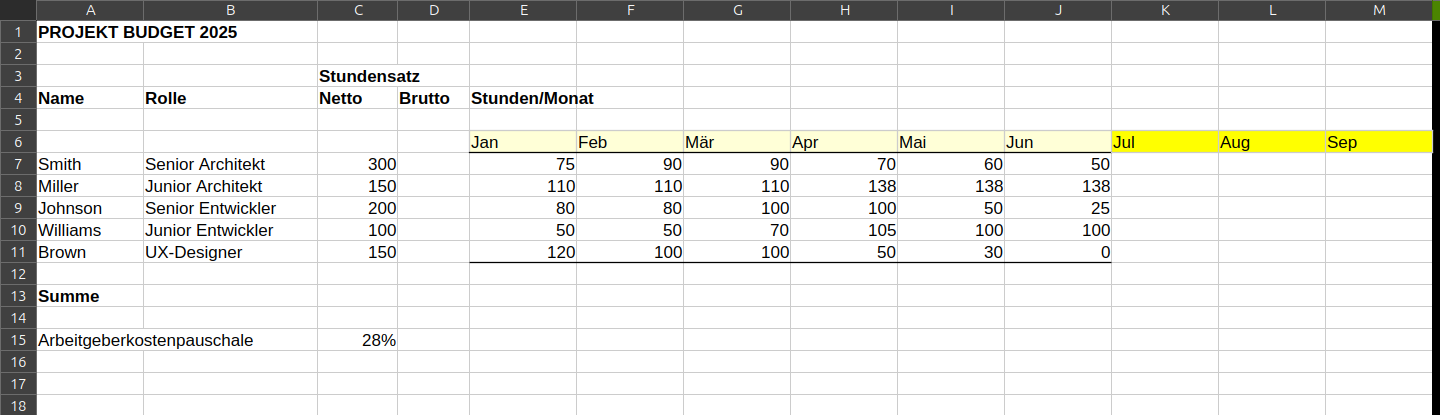 A B C D E F G H I J K L M
1 PROJEKT BUDGET 2025
2
3 Stundensatz
4 Name Rolle Netto Brutto Stunden/Monat
5
6 Jan Feb Mär Apr Mai Jun Jul Aug Sep
7 Smith Senior Architekt 300 75 90 90 70 60 50
8 Miller Junior Architekt 150 110 110 110 138 138 138
9 Johnson Senior Entwickler 200 80 80 100 100 50 25
10 Williams Junior Entwickler 100 50 50 70 105 100 100
11 Brown UX-Designer 150 120 100 100 50 30 0
12
13 Summe
14
15 Arbeitgeberkostenpauschale 28%
16
17
18